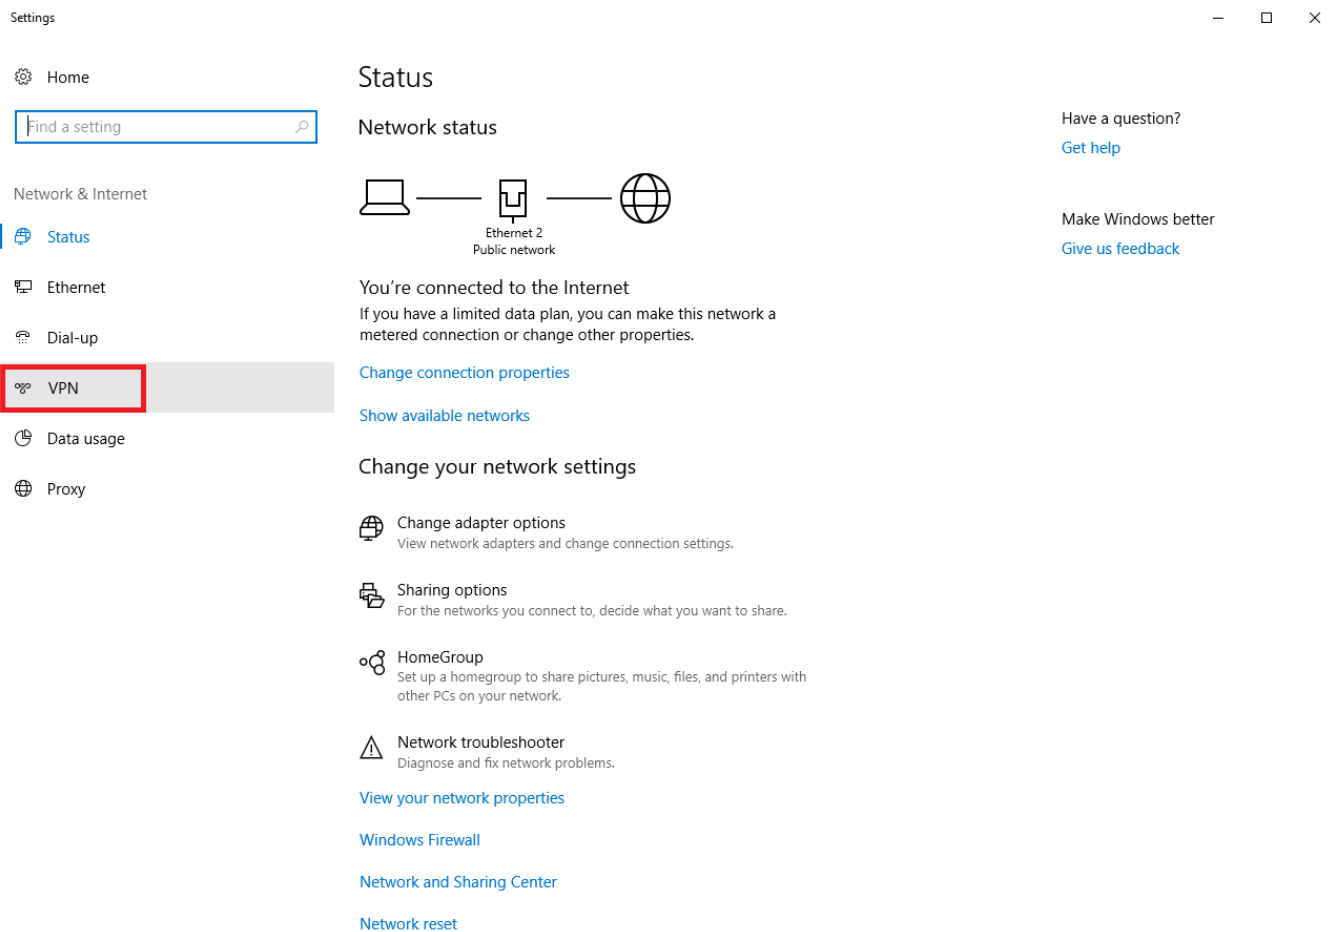 Settings
Home
Find a setting
Network & Internet
Status
Ethernet
Dial-up
VPN
Data usage
Proxy
Status
Network status
Ethernet 2
Public network
You’re connected to the Internet
If you have a limited data plan, you can make this network a
metered connection or change other properties.
Change connection properties
Show available networks
Change your network settings
Change adapter options
View network adapters and change connection settings.
Sharing options
For the networks you connect to, decide what you want to share.
HomeGroup
Set up a homegroup to share pictures, music, files, and printers with
other PCs on your network.
Network troubleshooter
Diagnose and fix network problems.
View your network properties
Windows Firewall
Network and Sharing Center
Network reset
Have a question?
Get help
Make Windows better
Give us feedback